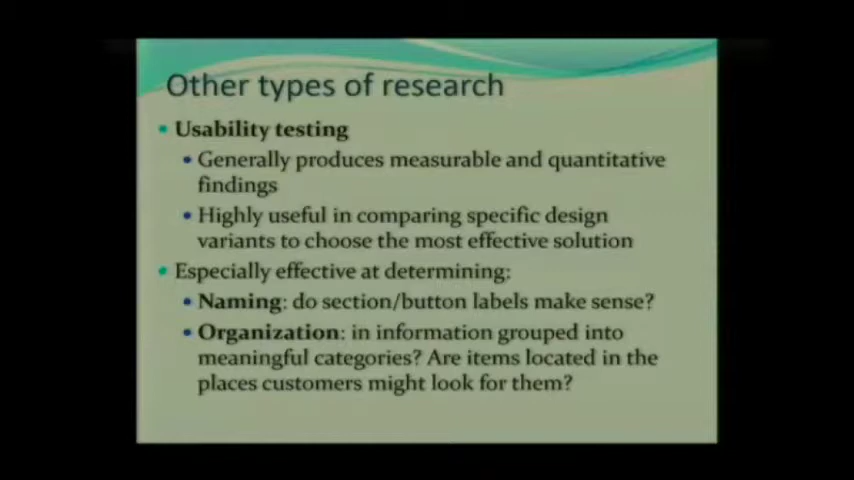 Other types of research
• Usability testing
• Generally produces measurable and quantitative
findings
• Highly useful in comparing specific design
variants to choose the most effective solution
• Especially effective at determining:
• Naming: do section/button labels make sense?
• Organization: in information grouped into
meaningful categories? Are items located in the
places customers might look for them?